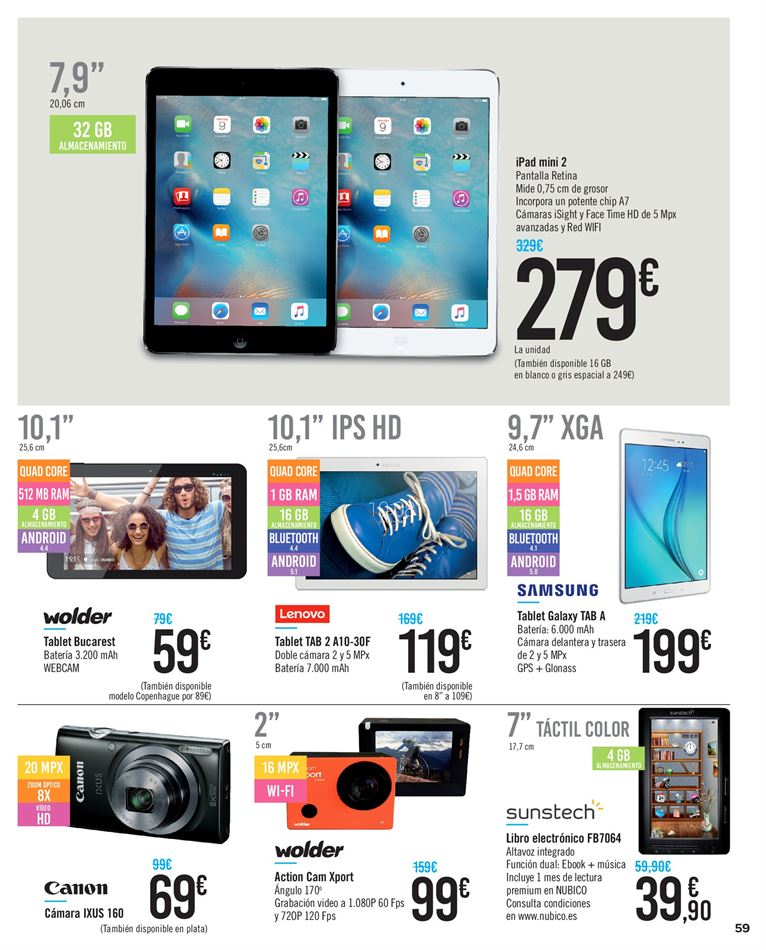 7,9”
20,06 cm
32 GB
ALMACENAMIENTO
iPad mini 2
Pantalla Retina
Mide 0,75 cm de grosor
Incorpora un potente chip A7
Cámaras iSight y Face Time HD de 5 Mpx
avanzadas y Red WIFI
329€
279€
La unidad
(También disponible 16 GB
en blanco o gris espacial a 249€)
10,1”
25,6 cm
QUAD CORE
512 MB RAM
4 GB
ALMACENAMIENTO
ANDROID
4.4
wolder
Tablet Bucarest
Batería 3.200 mAh
WEBCAM
79€
59€
(También disponible
modelo Copenhague por 89€)
10,1” IPS HD
25,6cm
QUAD CORE
1 GB RAM
16 GB
ALMACENAMIENTO
BLUETOOTH
4.4
ANDROID
5.1
Lenovo
Lenovo
Tablet TAB 2 A10-30F
Doble cámara 2 y 5 MPx
Batería 7.000 mAh
169€
119€
(También disponible
en 8” a 109€)
9,7” XGA
24,6 cm
QUAD CORE
1,5 GB RAM
16 GB
ALMACENAMIENTO
BLUETOOTH
4.1
ANDROID
5.0
SAMSUNG
12:45
SAMSUNG
Tablet Galaxy TAB A
Batería: 6.000 mAh
Cámara delantera y trasera
de 2 y 5 MPx
GPS + Glonass
219€
199€
20 MPX
ZOOM ÓPTICO
8X
VÍDEO
HD
Canon
IXUS
Canon
Canon
Cámara IXUS 160
99€
69€
(También disponible en plata)
2”
5 cm
16 MPX
WI-FI
wolder
wolder
Action Cam Xport
Ángulo 170º
Grabación video a 1.080P 60 Fps
y 720P 120 Fps
159€
99€
7” TÁCTIL COLOR
17,7 cm
4 GB
ALMACENAMIENTO
sunstech
sunstech
Libro electrónico FB7064
Altavoz integrado
Función dual: Ebook + música
Incluye 1 mes de lectura
premium en NUBICO
Consulta condiciones
en www.nubico.es
59,90€
39,90€
59